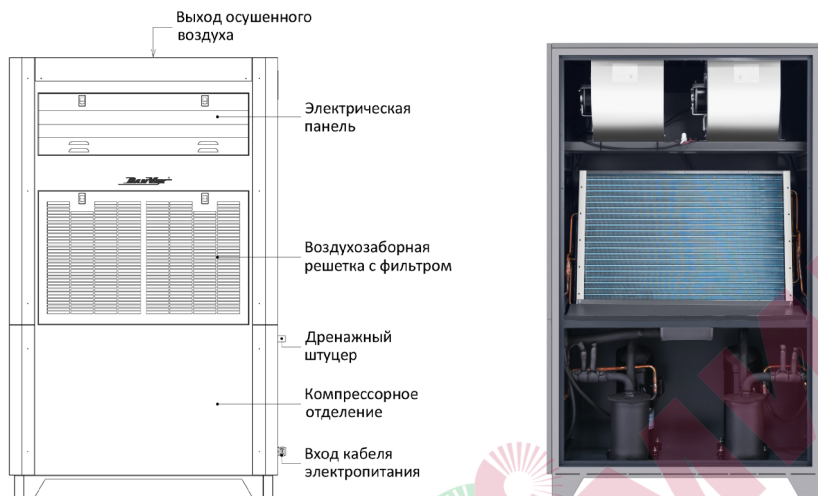 Выход осушенного
воздуха
Электрическая
панель
Воздухозаборная
решетка с фильтром
Дренажный
штуцер
Компрессорное
отделение
Вход кабеля
электропитания